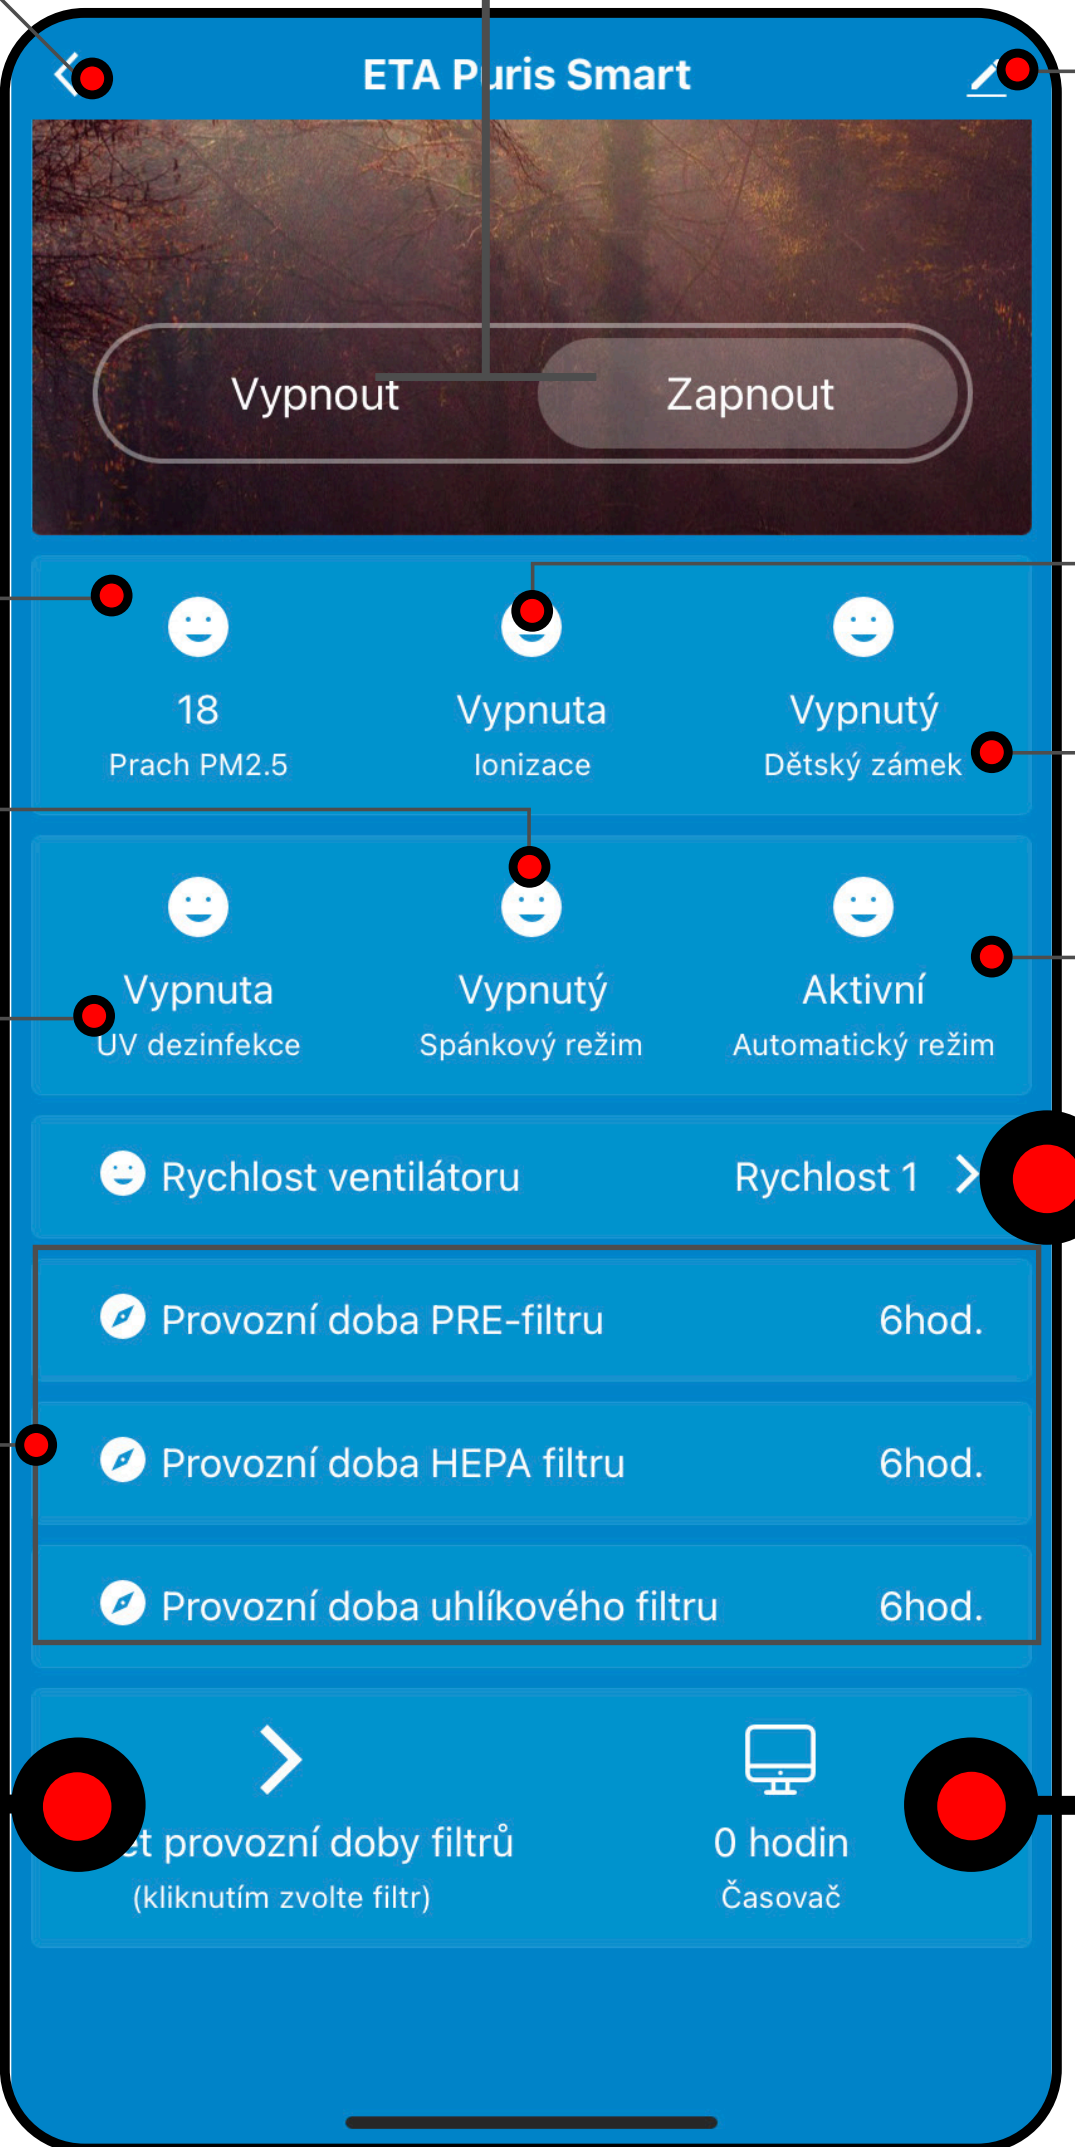 ETA Puris Smart
Vypnout Zapnout
18 Vypnuta Vypnutý
Prach PM2.5 Ionizace Dětský zámek
Vypnuta Vypnutý Aktivní
UV dezinfekce Spánkový režim Automatický režim
Rychlost ventilátoru Rychlost 1
Provozní doba PRE-filtru 6hod.
Provozní doba HEPA filtru 6hod.
Provozní doba uhlíkového filtru 6hod.
provozní doby filtrů 0 hodin
(kliknutím zvolte filtr) Časovač